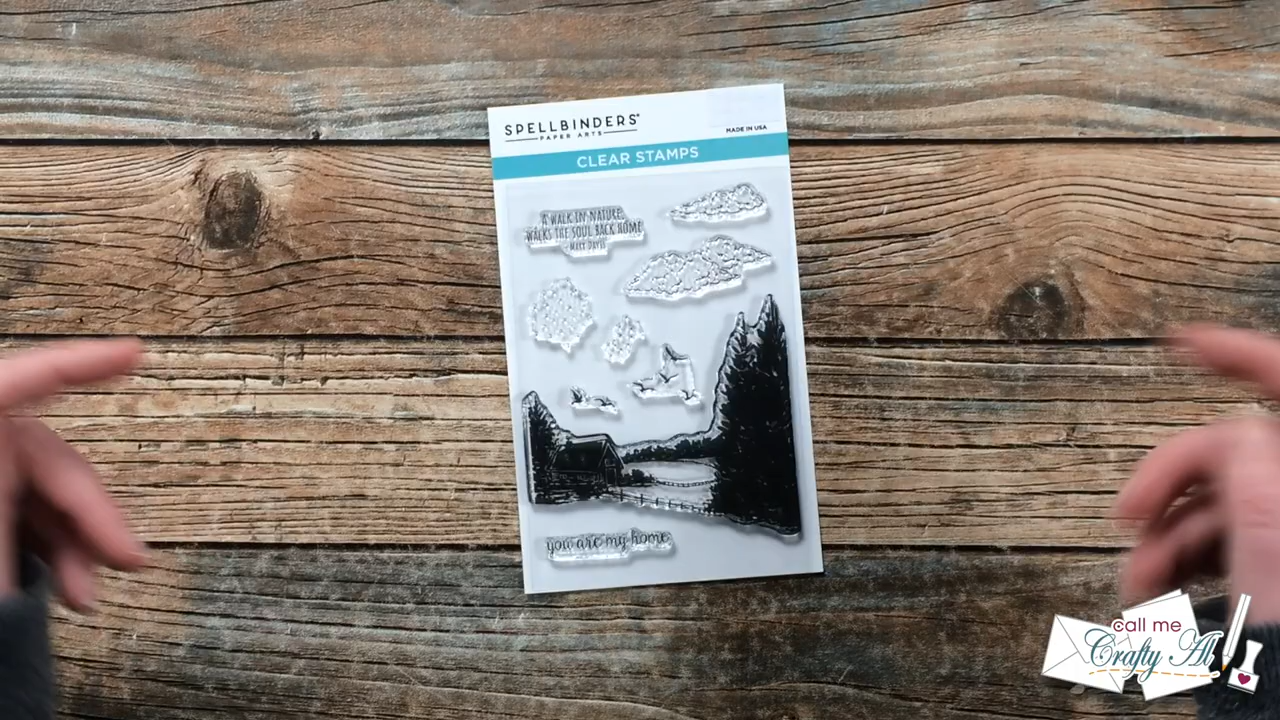 SPELLBINDERS
PAPER ARTS
MADE IN USA
CLEAR STAMPS
A WALK IN NATURE,
WALKS THE SOUL BACK HOME
- MARY DAVIS
you are my home
call me
Crafty Al